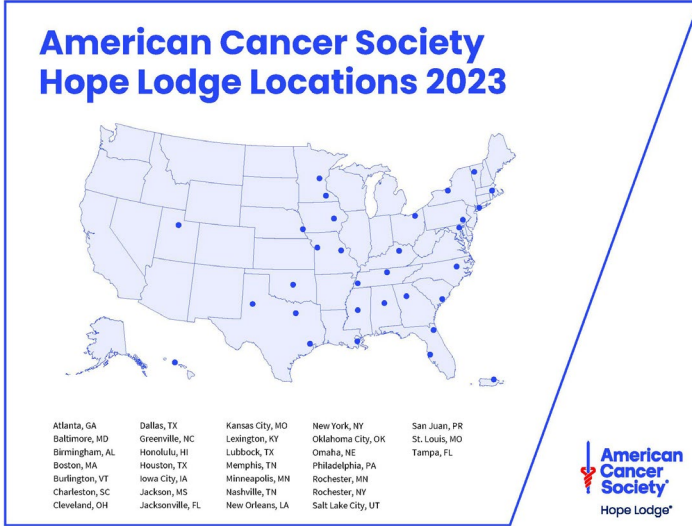 American Cancer Society
Hope Lodge Locations 2023
Atlanta, GA
Baltimore, MD
Birmingham, AL
Boston, MA
Burlington, VT
Charleston, SC
Cleveland, OH
Dallas, TX
Greenville, NC
Honolulu, HI
Houston, TX
Iowa City, IA
Jackson, MS
Jacksonville, FL
Kansas City, MO
Lexington, KY
Lubbock, TX
Memphis, TN
Minneapolis, MN
Nashville, TN
New Orleans, LA
New York, NY
Oklahoma City, OK
Omaha, NE
Philadelphia, PA
Rochester, MN
Rochester, NY
Salt Lake City, UT
San Juan, PR
St. Louis, MO
Tampa, FL
American
Cancer
Society®
Hope Lodge®